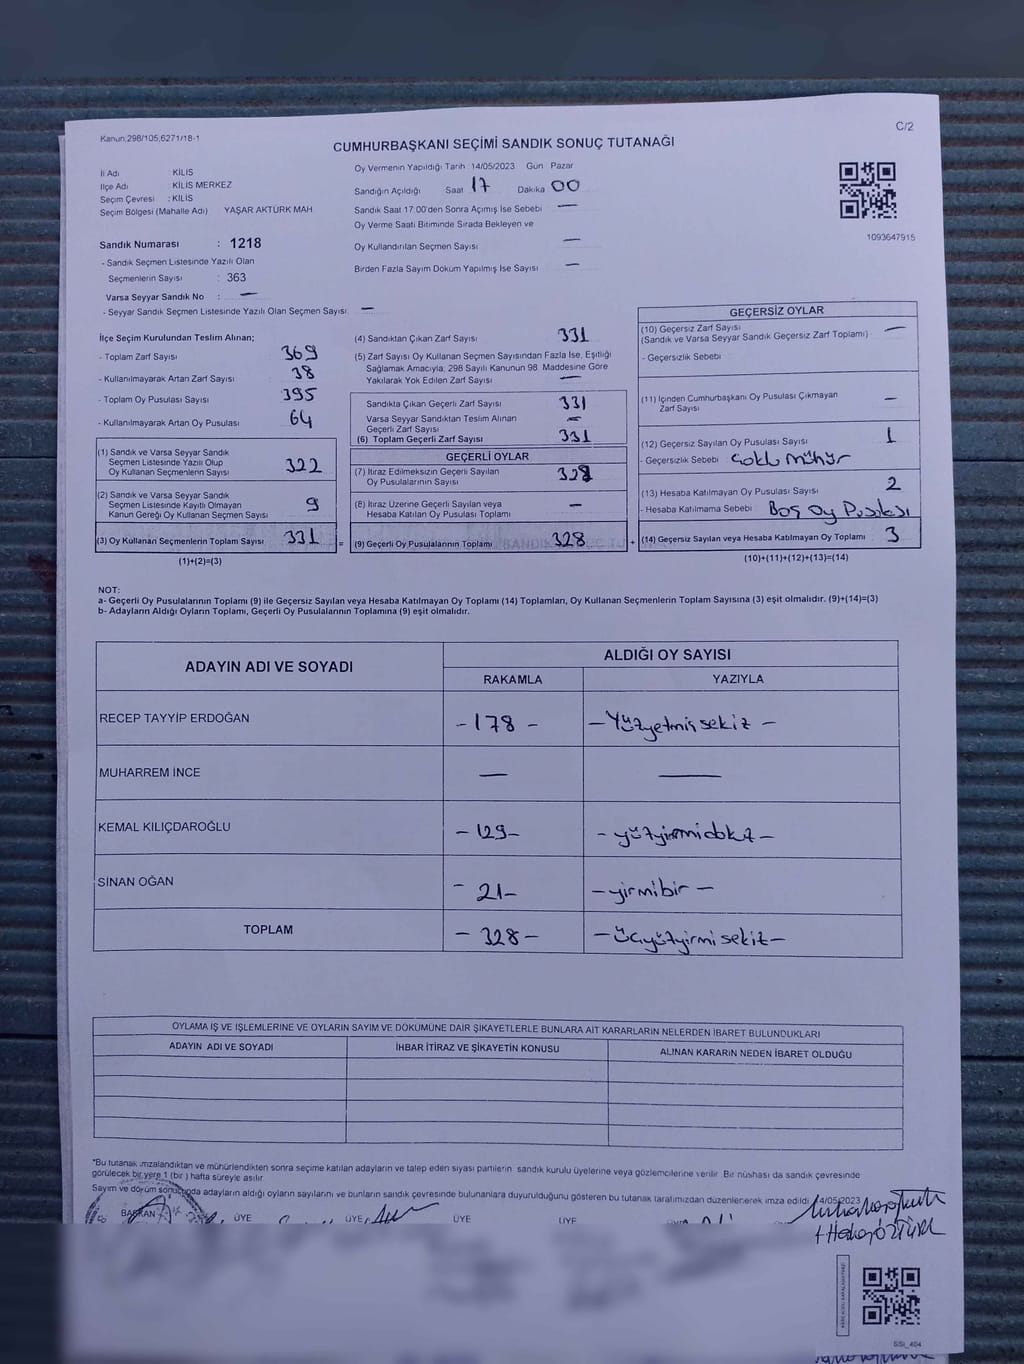 Kanun:298/105,6271/18-1
C/2
CUMHURBAŞKANI SEÇİMİ SANDIK SONUÇ TUTANAĞI
İl Adı KİLİS
İlçe Adı KİLİS MERKEZ
Seçim Çevresi : KİLİS
Seçim Bölgesi (Mahalle Adı) YAŞAR AKTÜRK MAH
Oy Vermenin Yapıldığı Tarih :14/05/2023 Gün : Pazar
Sandığın Açıldığı Saat 17 Dakika 00
Sandık Saat 17:00'den Sonra Açımış İse Sebebi —
Oy Verme Saati Bitiminde Sırada Bekleyen ve
Oy Kullandırılan Seçmen Sayısı —
Birden Fazla Sayım Döküm Yapılmış İse Sayısı —
1093647915
Sandık Numarası : 1218
- Sandık Seçmen Listesinde Yazılı Olan
Seçmenlerin Sayısı : 363
Varsa Seyyar Sandık No : —
- Seyyar Sandık Seçmen Listesinde Yazılı Olan Seçmen Sayısı: —
İlçe Seçim Kurulundan Teslim Alınan;
- Toplam Zarf Sayısı 369
- Kullanılmayarak Artan Zarf Sayısı 38
- Toplam Oy Pusulası Sayısı 395
- Kullanılmayarak Artan Oy Pusulası 64
(1) Sandık ve Varsa Seyyar Sandık
Seçmen Listesinde Yazılı Olup
Oy Kullanan Seçmenlerin Sayısı 322
(2) Sandık ve Varsa Seyyar Sandık
Seçmen Listesinde Kayıtlı Olmayan
Kanun Gereği Oy Kullanan Seçmen Sayısı 9
(3) Oy Kullanan Seçmenlerin Toplam Sayısı 331
(1)+(2)=(3)
(4) Sandıktan Çıkan Zarf Sayısı 331
(5) Zarf Sayısı Oy Kullanan Seçmen Sayısından Fazla İse, Eşitliği
Sağlamak Amacıyla; 298 Sayılı Kanunun 98. Maddesine Göre
Yakılarak Yok Edilen Zarf Sayısı —
Sandıkta Çıkan Geçerli Zarf Sayısı 331
Varsa Seyyar Sandıktan Teslim Alınan
Geçerli Zarf Sayısı —
(6) Toplam Geçerli Zarf Sayısı 331
GEÇERLİ OYLAR
(7) İtiraz Edilmeksizin Geçerli Sayılan
Oy Pusulalarının Sayısı 328
(8) İtiraz Üzerine Geçerli Sayılan veya
Hesaba Katılan Oy Pusulası Toplamı —
= (9) Geçerli Oy Pusulalarının Toplamı 328 +
GEÇERSİZ OYLAR
(10) Geçersiz Zarf Sayısı —
(Sandık ve Varsa Seyyar Sandık Geçersiz Zarf Toplamı)
- Geçersizlik Sebebi
(11) İçinden Cumhurbaşkanı Oy Pusulası Çıkmayan
Zarf Sayısı —
(12) Geçersiz Sayılan Oy Pusulası Sayısı 1
- Geçersizlik Sebebi Çoklu mühür
(13) Hesaba Katılmayan Oy Pusulası Sayısı 2
- Hesaba Katılmama Sebebi Boş Oy Pusulası
(14) Geçersiz Sayılan veya Hesaba Katılmayan Oy Toplamı 3
(10)+(11)+(12)+(13)=(14)
NOT:
a- Geçerli Oy Pusulalarının Toplamı (9) ile Geçersiz Sayılan veya Hesaba Katılmayan Oy Toplamı (14) Toplamları, Oy Kullanan Seçmenlerin Toplam Sayısına (3) eşit olmalıdır. (9)+(14)=(3)
b- Adayların Aldığı Oyların Toplamı, Geçerli Oy Pusulalarının Toplamına (9) eşit olmalıdır.
ADAYIN ADI VE SOYADI ALDIĞI OY SAYISI
RAKAMLA YAZIYLA
RECEP TAYYİP ERDOĞAN - 178 - - Yüzyetmişsekiz -
MUHARREM İNCE — —
KEMAL KILIÇDAROĞLU - 129 - - yüzyirmidokuz -
SİNAN OĞAN - 21 - - yirmibir -
TOPLAM - 328 - - üçyüzyirmisekiz -
OYLAMA İŞ VE İŞLEMLERİNE VE OYLARIN SAYIM VE DÖKÜMÜNE DAİR ŞİKAYETLERLE BUNLARA AİT KARARLARIN NELERDEN İBARET BULUNDUKLARI
ADAYIN ADI VE SOYADI İHBAR İTİRAZ VE ŞİKAYETİN KONUSU ALINAN KARARIN NEDEN İBARET OLDUĞU
*Bu tutanak imzalandıktan ve mühürlendikten sonra seçime katılan adayların ve talep eden siyasi partilerin sandık kurulu üyelerine veya gözlemcilerine verilir. Bir nüshası da sandık çevresinde
görülecek bir yere 1 (bir) hafta süreyle asılır
Sayım ve döküm sonucunda adayların aldığı oyların sayılarını ve bunların sandık çevresinde bulunanlara duyurulduğunu gösteren bu tutanak tarafımızdan düzenlenerek imza edildi. 14/05/2023
BAŞKAN ÜYE ÜYE ÜYE ÜYE
SSİ_404